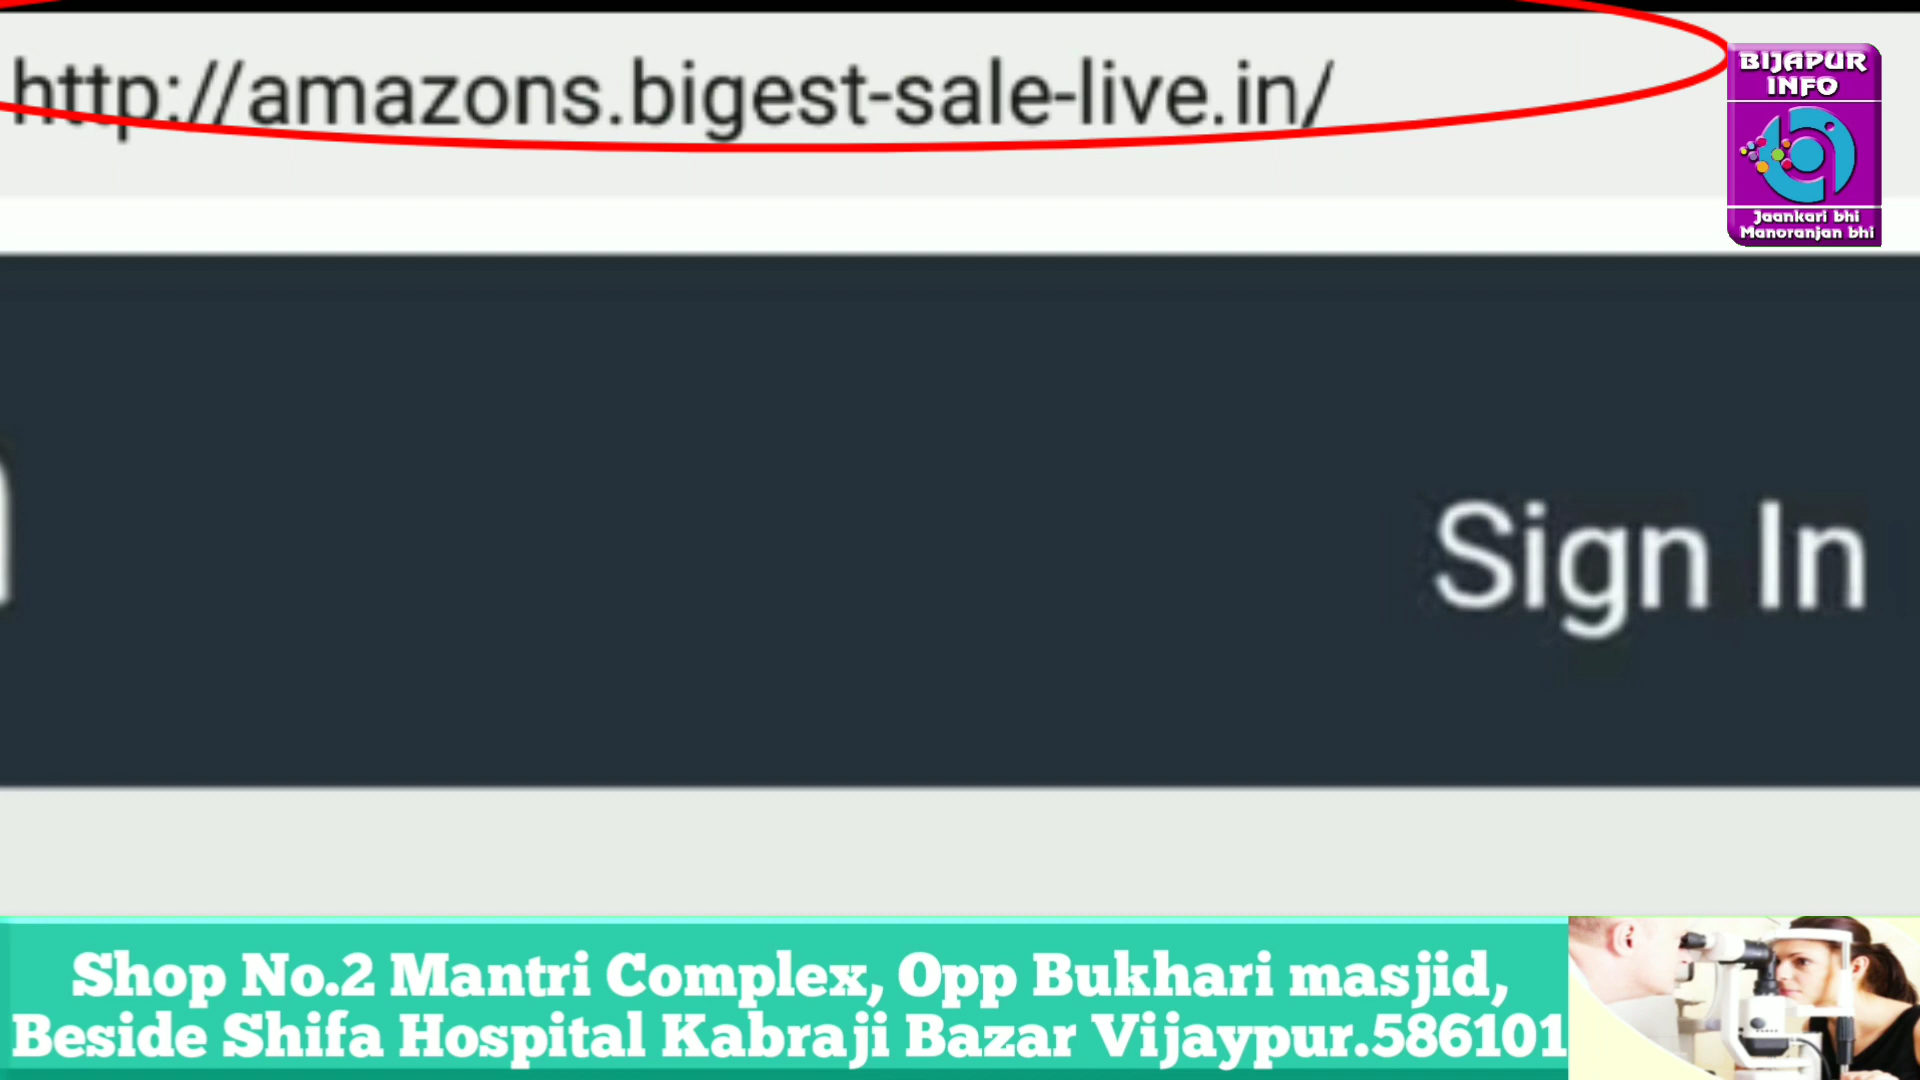 http://amazons.bigest-sale-live.in/
BIJAPUR
INFO
Jaankari bhi
Manoranjan bhi
Sign In
Shop No.2 Mantri Complex, Opp Bukhari masjid,
Beside Shifa Hospital Kabraji Bazar Vijaypur.586101